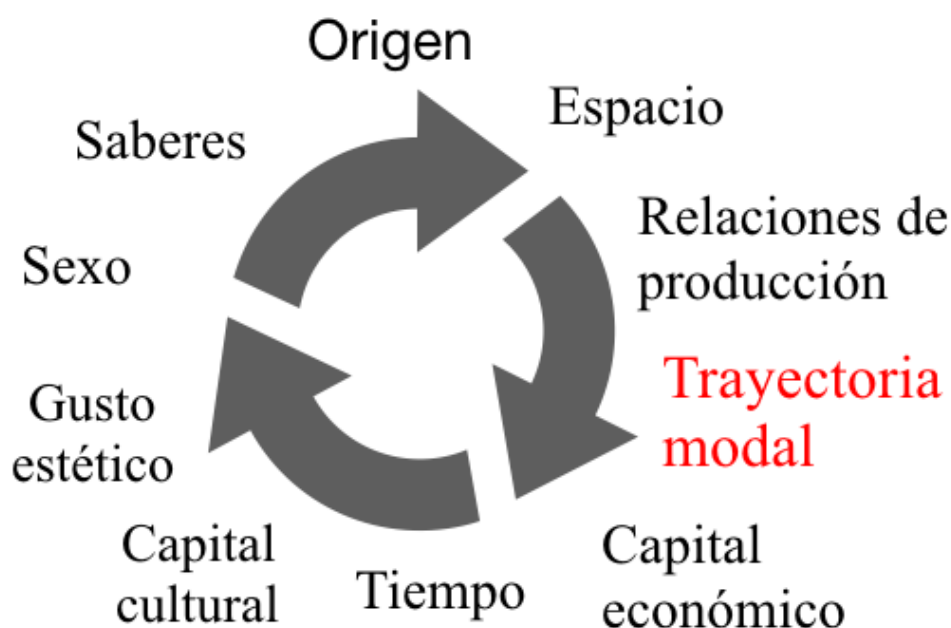 Origen
Espacio
Relaciones de
producción
Trayectoria
modal
Capital
económico
Tiempo
Capital
cultural
Gusto
estético
Sexo
Saberes